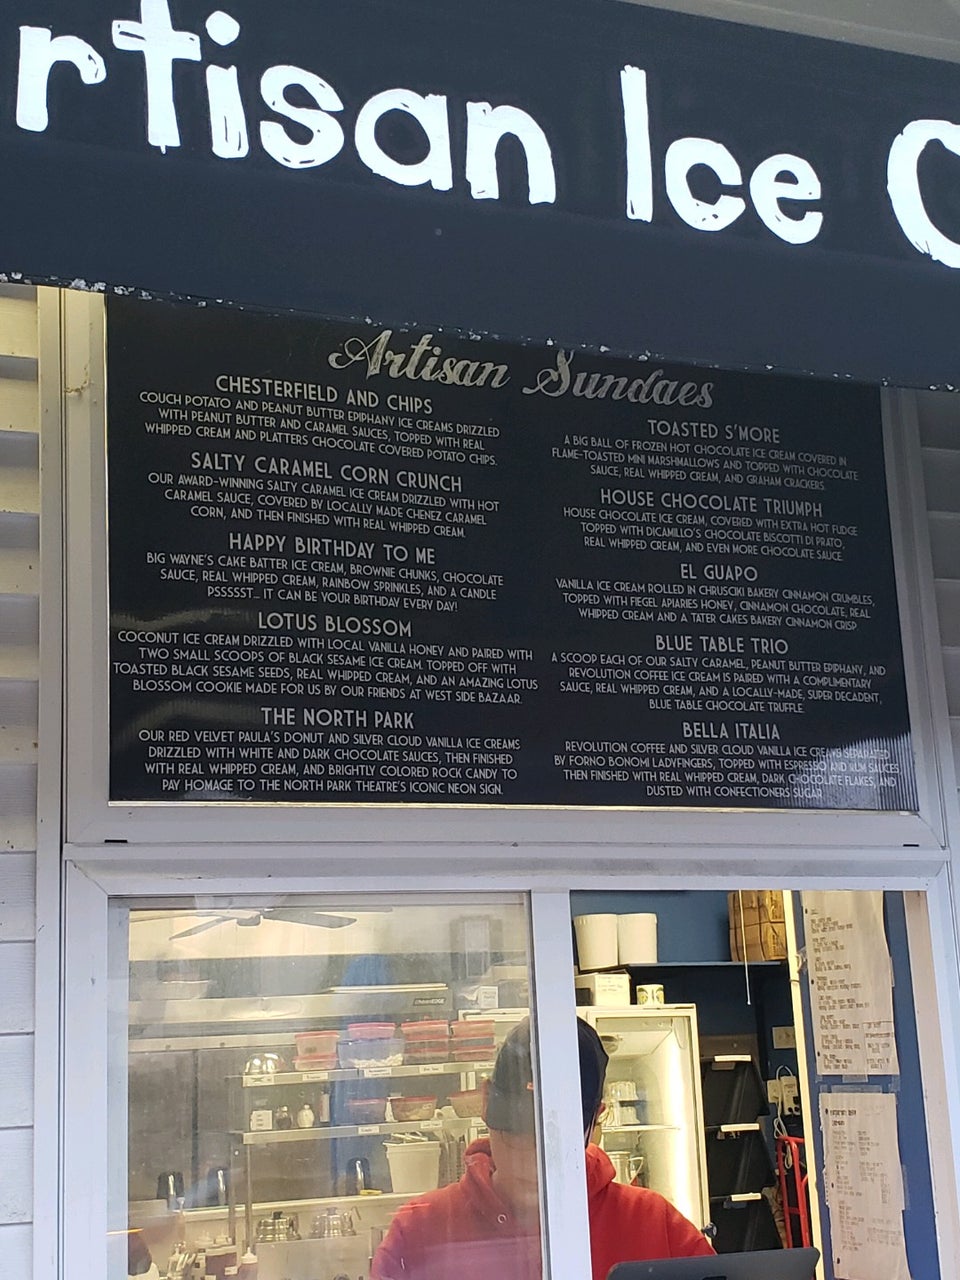 rtisan Ice C
Artisan Sundaes
CHESTERFIELD AND CHIPS
COUCH POTATO AND PEANUT BUTTER EPIPHANY ICE CREAMS DRIZZLED
WITH PEANUT BUTTER AND CARAMEL SAUCES, TOPPED WITH REAL
WHIPPED CREAM AND PLATTERS CHOCOLATE COVERED POTATO CHIPS.
SALTY CARAMEL CORN CRUNCH
OUR AWARD-WINNING SALTY CARAMEL ICE CREAM DRIZZLED WITH HOT
CARAMEL SAUCE, COVERED BY LOCALLY MADE CHENEZ CARAMEL
CORN, AND THEN FINISHED WITH REAL WHIPPED CREAM.
HAPPY BIRTHDAY TO ME
BIG WAYNE'S CAKE BATTER ICE CREAM, BROWNIE CHUNKS, CHOCOLATE
SAUCE, REAL WHIPPED CREAM, RAINBOW SPRINKLES, AND A CANDLE
PSSSSST... IT CAN BE YOUR BIRTHDAY EVERY DAY!
LOTUS BLOSSOM
COCONUT ICE CREAM DRIZZLED WITH LOCAL VANILLA HONEY AND PAIRED WITH
TWO SMALL SCOOPS OF BLACK SESAME ICE CREAM. TOPPED OFF WITH
TOASTED BLACK SESAME SEEDS, REAL WHIPPED CREAM, AND AN AMAZING LOTUS
BLOSSOM COOKIE MADE FOR US BY OUR FRIENDS AT WEST SIDE BAZAAR.
THE NORTH PARK
OUR RED VELVET PAULA'S DONUT AND SILVER CLOUD VANILLA ICE CREAMS
DRIZZLED WITH WHITE AND DARK CHOCOLATE SAUCES, THEN FINISHED
WITH REAL WHIPPED CREAM, AND BRIGHTLY COLORED ROCK CANDY TO
PAY HOMAGE TO THE NORTH PARK THEATRE'S ICONIC NEON SIGN.
TOASTED S'MORE
A BIG BALL OF FROZEN HOT CHOCOLATE ICE CREAM COVERED IN
FLAME-TOASTED MINI MARSHMALLOWS AND TOPPED WITH CHOCOLATE
SAUCE, REAL WHIPPED CREAM, AND GRAHAM CRACKERS.
HOUSE CHOCOLATE TRIUMPH
HOUSE CHOCOLATE ICE CREAM, COVERED WITH EXTRA HOT FUDGE
TOPPED WITH DICAMILLO'S CHOCOLATE BISCOTTI DI PRATO,
REAL WHIPPED CREAM, AND EVEN MORE CHOCOLATE SAUCE.
EL GUAPO
VANILLA ICE CREAM ROLLED IN CHRUSCIKI BAKERY CINNAMON CRUMBLES,
TOPPED WITH FIEGEL APIARIES HONEY, CINNAMON CHOCOLATE, REAL
WHIPPED CREAM AND A TATER CAKES BAKERY CINNAMON CRISP
BLUE TABLE TRIO
A SCOOP EACH OF OUR SALTY CARAMEL, PEANUT BUTTER EPIPHANY, AND
REVOLUTION COFFEE ICE CREAM IS PAIRED WITH A COMPLIMENTARY
SAUCE, REAL WHIPPED CREAM, AND A LOCALLY-MADE, SUPER DECADENT,
BLUE TABLE CHOCOLATE TRUFFLE.
BELLA ITALIA
REVOLUTION COFFEE AND SILVER CLOUD VANILLA ICE CREAMS SEPARATED
BY FORNO BONOMI LADYFINGERS, TOPPED WITH ESPRESSO AND RUM SAUCES,
THEN FINISHED WITH REAL WHIPPED CREAM, DARK CHOCOLATE FLAKES, AND
DUSTED WITH CONFECTIONERS SUGAR